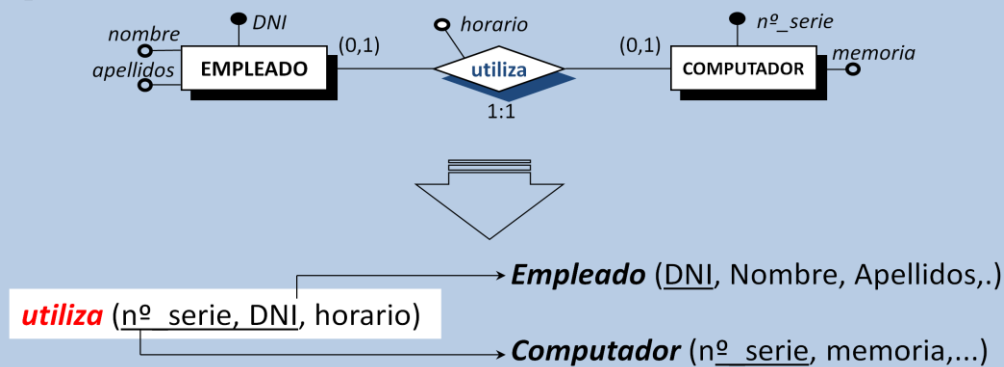 DNI
nombre
apellidos
EMPLEADO
(0,1)
horario
utiliza
1:1
(0,1)
nº_serie
COMPUTADOR
memoria
Empleado (DNI, Nombre, Apellidos,.)
utiliza (nº_serie, DNI, horario)
Computador (nº_serie, memoria,...)